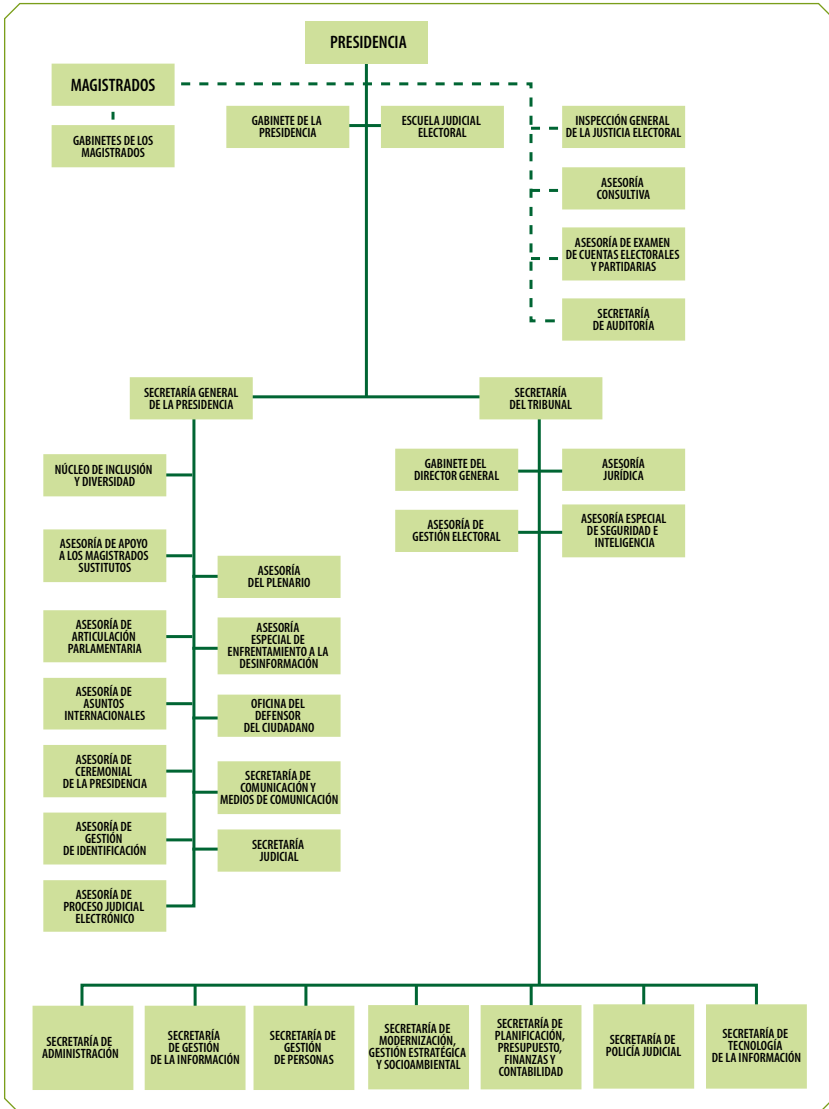 PRESIDENCIA
MAGISTRADOS
GABINETES DE LOS
MAGISTRADOS
GABINETE DE LA
PRESIDENCIA
ESCUELA JUDICIAL
ELECTORAL
INSPECCIÓN GENERAL
DE LA JUSTICIA ELECTORAL
ASESORÍA
CONSULTIVA
ASESORÍA DE EXAMEN
DE CUENTAS ELECTORALES
Y PARTIDARIAS
SECRETARÍA
DE AUDITORÍA
SECRETARÍA GENERAL
DE LA PRESIDENCIA
SECRETARÍA
DEL TRIBUNAL
NÚCLEO DE INCLUSIÓN
Y DIVERSIDAD
ASESORÍA DE APOYO
A LOS MAGISTRADOS
SUSTITUTOS
ASESORÍA DE
ARTICULACIÓN
PARLAMENTARIA
ASESORÍA DE
ASUNTOS
INTERNACIONALES
ASESORÍA DE
CEREMONIAL
DE LA PRESIDENCIA
ASESORÍA DE
GESTIÓN
DE IDENTIFICACIÓN
ASESORÍA DE
PROCESO JUDICIAL
ELECTRÓNICO
ASESORÍA
DEL PLENARIO
ASESORÍA
ESPECIAL DE
ENFRENTAMIENTO A LA
DESINFORMACIÓN
OFICINA DEL
DEFENSOR
DEL CIUDADANO
SECRETARÍA DE
COMUNICACIÓN Y
MEDIOS DE COMUNICACIÓN
SECRETARÍA
JUDICIAL
GABINETE DEL
DIRECTOR GENERAL
ASESORÍA
JURÍDICA
ASESORÍA DE
GESTIÓN ELECTORAL
ASESORÍA ESPECIAL
DE SEGURIDAD E
INTELIGENCIA
SECRETARÍA DE
ADMINISTRACIÓN
SECRETARÍA
DE GESTIÓN
DE LA INFORMACIÓN
SECRETARÍA DE
GESTIÓN
DE PERSONAS
SECRETARÍA DE
MODERNIZACIÓN,
GESTIÓN ESTRATÉGICA
Y SOCIOAMBIENTAL
SECRETARÍA DE
PLANIFICACIÓN,
PRESUPUESTO,
FINANZAS Y
CONTABILIDAD
SECRETARÍA DE
POLICÍA JUDICIAL
SECRETARÍA DE
TECNOLOGÍA
DE LA INFORMACIÓN